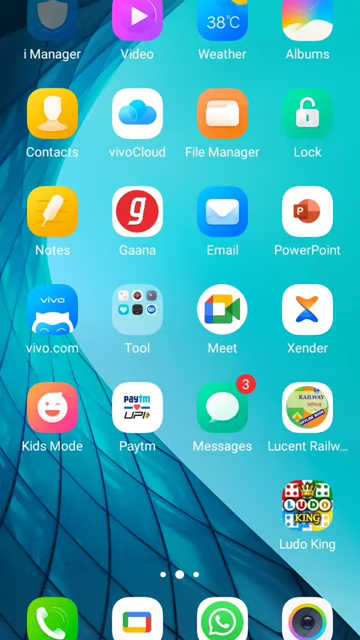 38°C
i Manager
Video
Weather
Albums
Contacts
vivoCloud
File Manager
Lock
g
P
Notes
Gaana
Email
PowerPoint
vivo
vivo.com
Tool
Meet
Xender
Paytm
UPI
3
RAILWAY
Kids Mode
Paytm
Messages
Lucent Railw...
LUDO
KING
Ludo King